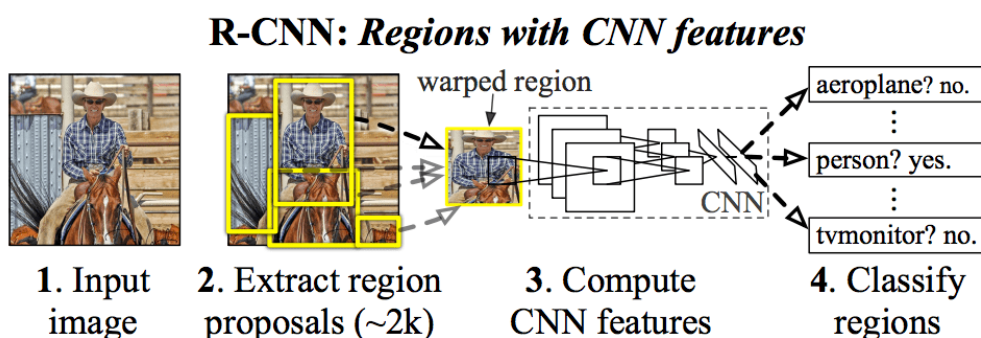 R-CNN: Regions with CNN features
warped region
aeroplane? no.
person? yes.
CNN
tvmonitor? no.
1. Input
image
2. Extract region
proposals (~2k)
3. Compute
CNN features
4. Classify
regions